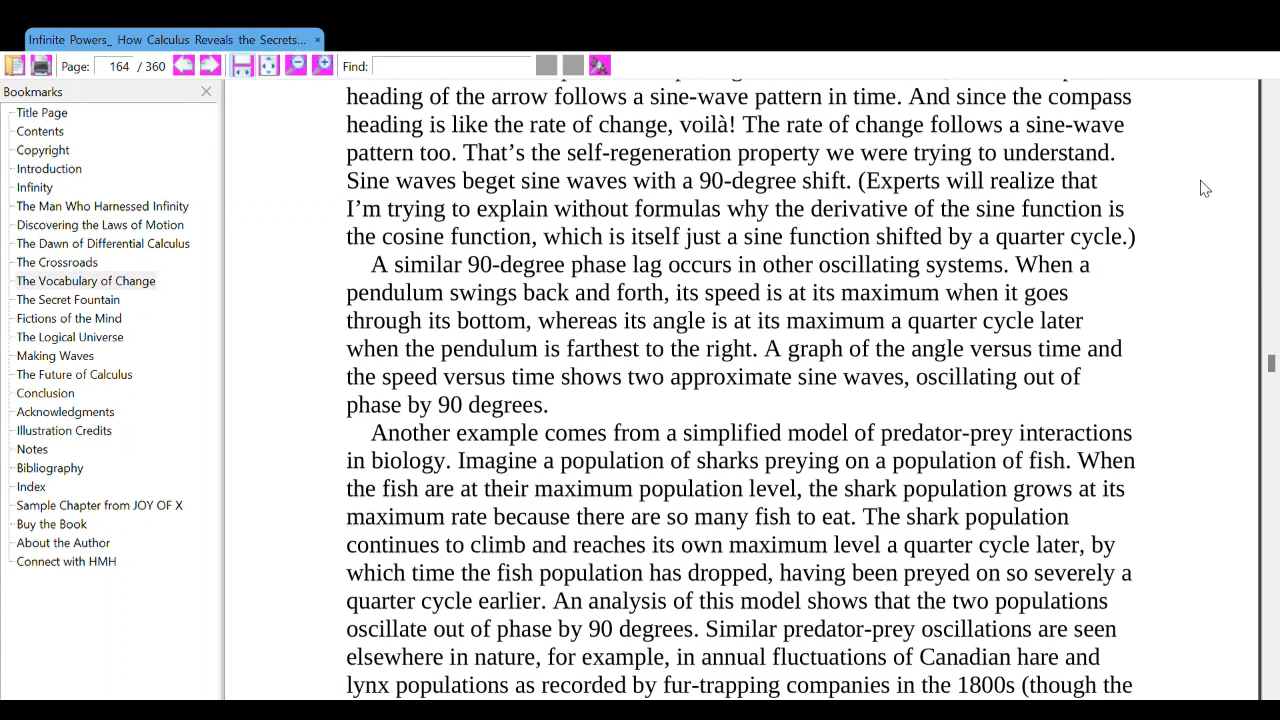 Infinite Powers_ How Calculus Reveals the Secrets... ×
Page: 164 / 360 Find:
Bookmarks
Title Page
Contents
Copyright
Introduction
Infinity
The Man Who Harnessed Infinity
Discovering the Laws of Motion
The Dawn of Differential Calculus
The Crossroads
The Vocabulary of Change
The Secret Fountain
Fictions of the Mind
The Logical Universe
Making Waves
The Future of Calculus
Conclusion
Acknowledgments
Illustration Credits
Notes
Bibliography
Index
Sample Chapter from JOY OF X
Buy the Book
About the Author
Connect with HMH
heading of the arrow follows a sine-wave pattern in time. And since the compass
heading is like the rate of change, voilà! The rate of change follows a sine-wave
pattern too. That’s the self-regeneration property we were trying to understand.
Sine waves beget sine waves with a 90-degree shift. (Experts will realize that
I’m trying to explain without formulas why the derivative of the sine function is
the cosine function, which is itself just a sine function shifted by a quarter cycle.)
A similar 90-degree phase lag occurs in other oscillating systems. When a
pendulum swings back and forth, its speed is at its maximum when it goes
through its bottom, whereas its angle is at its maximum a quarter cycle later
when the pendulum is farthest to the right. A graph of the angle versus time and
the speed versus time shows two approximate sine waves, oscillating out of
phase by 90 degrees.
Another example comes from a simplified model of predator-prey interactions
in biology. Imagine a population of sharks preying on a population of fish. When
the fish are at their maximum population level, the shark population grows at its
maximum rate because there are so many fish to eat. The shark population
continues to climb and reaches its own maximum level a quarter cycle later, by
which time the fish population has dropped, having been preyed on so severely a
quarter cycle earlier. An analysis of this model shows that the two populations
oscillate out of phase by 90 degrees. Similar predator-prey oscillations are seen
elsewhere in nature, for example, in annual fluctuations of Canadian hare and
lynx populations as recorded by fur-trapping companies in the 1800s (though the